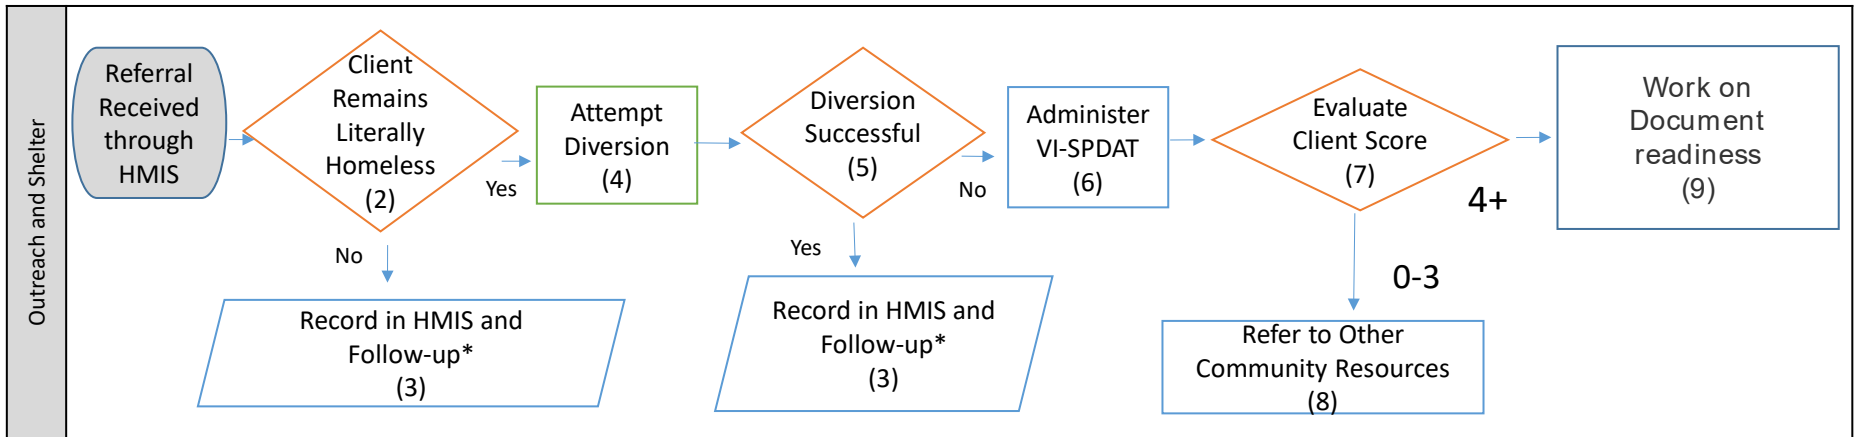 Outreach and Shelter
Referral
Received
through
HMIS
Client
Remains
Literally
Homeless
(2)
No
Yes
Record in HMIS and
Follow-up*
(3)
Attempt
Diversion
(4)
Diversion
Successful
(5)
Yes
No
Record in HMIS and
Follow-up*
(3)
Administer
VI-SPDAT
(6)
Evaluate
Client Score
(7)
4+
0-3
Refer to Other
Community Resources
(8)
Work on
Document
readiness
(9)